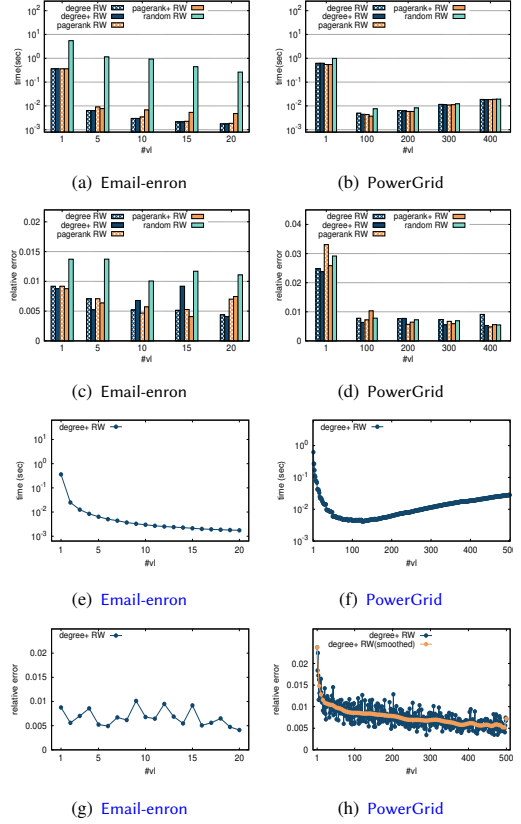 degree RW
degree+ RW
pagerank RW
pagerank+ RW
random RW
time(sec)
10^2
10^1
10^0
10^-1
10^-2
10^-3
1 5 10 15 20
#vl
(a) Email-enron
degree RW
degree+ RW
pagerank RW
pagerank+ RW
random RW
time(sec)
10^2
10^1
10^0
10^-1
10^-2
10^-3
1 100 200 300 400
#vl
(b) PowerGrid
degree RW
degree+ RW
pagerank RW
pagerank+ RW
random RW
relative error
0.02
0.015
0.01
0.005
0
1 5 10 15 20
#vl
(c) Email-enron
degree RW
degree+ RW
pagerank RW
pagerank+ RW
random RW
relative error
0.04
0.03
0.02
0.01
0
1 100 200 300 400
#vl
(d) PowerGrid
degree+ RW
time (sec)
10^1
10^0
10^-1
10^-2
10^-3
1 5 10 15 20
#vl
(e) Email-enron
degree+ RW
time (sec)
10^1
10^0
10^-1
10^-2
10^-3
1 100 200 300 400 500
#vl
(f) PowerGrid
degree+ RW
relative error
0.02
0.015
0.01
0.005
0
1 5 10 15 20
#vl
(g) Email-enron
degree+ RW
degree+ RW(smoothed)
relative error
0.02
0.015
0.01
0.005
0
1 100 200 300 400 500
#vl
(h) PowerGrid